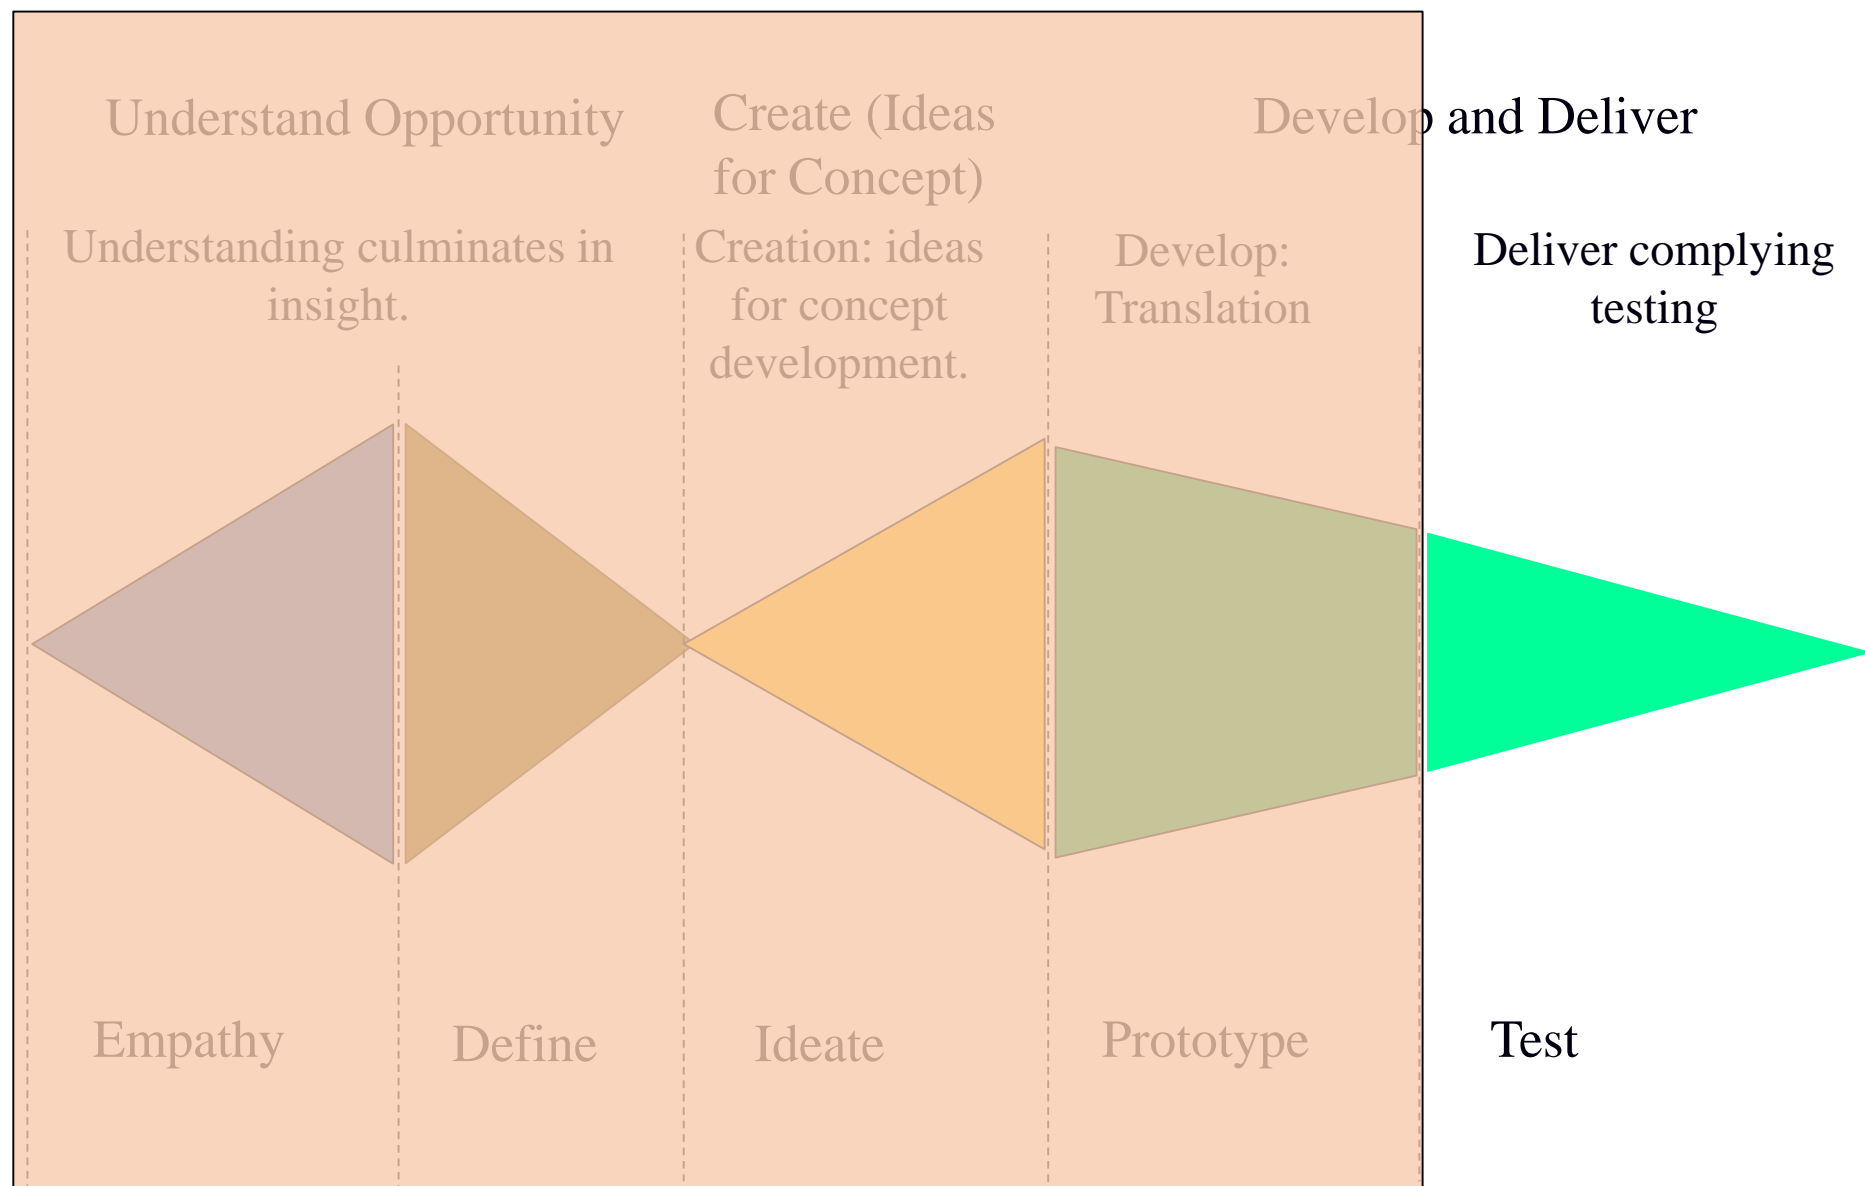 Understand Opportunity
Create (Ideas
for Concept)
Develop and Deliver
Understanding culminates in
insight.
Creation: ideas
for concept
development.
Develop:
Translation
Deliver complying
testing
Empathy
Define
Ideate
Prototype
Test